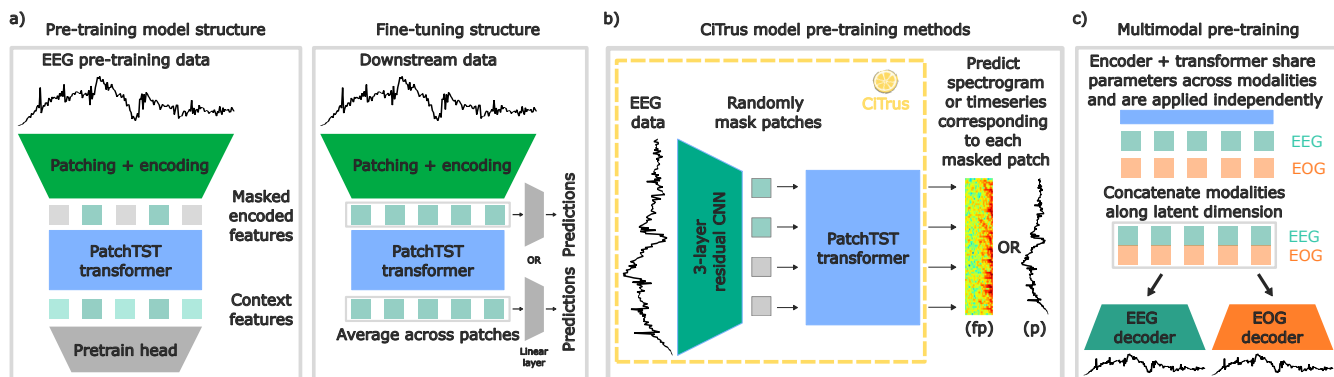 a)
Pre-training model structure
EEG pre-training data
Patching + encoding
Masked
encoded
features
PatchTST
transformer
Context
features
Pretrain head
Fine-tuning structure
Downstream data
Patching + encoding
Predictions
OR
PatchTST
transformer
Predictions
Average across patches
Linear
layer
b)
CiTrus model pre-training methods
CiTrus
EEG
data
Randomly
mask patches
3-layer
residual CNN
PatchTST
transformer
Predict
spectrogram
or timeseries
corresponding
to each
masked patch
OR
(fp)
(p)
c)
Multimodal pre-training
Encoder + transformer share
parameters across modalities
and are applied independently
EEG
EOG
Concatenate modalities
along latent dimension
EEG
EOG
EEG
decoder
EOG
decoder